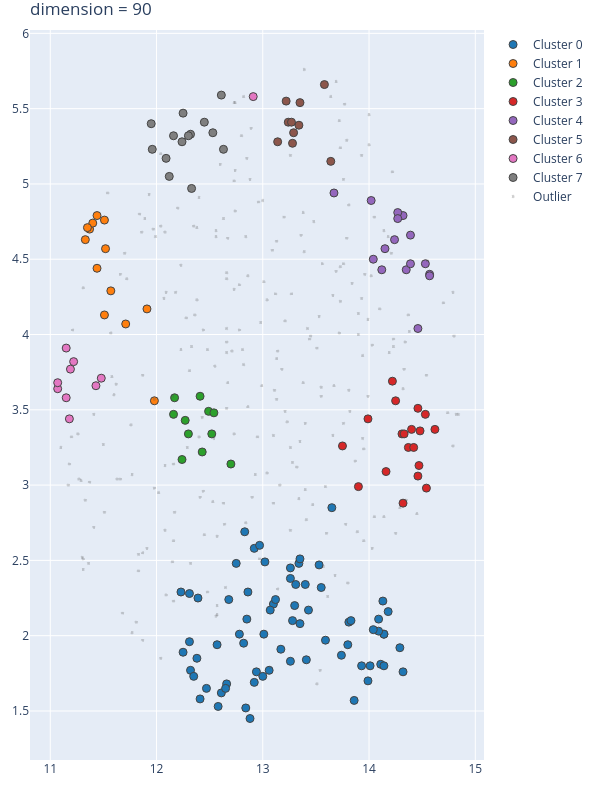 dimension = 90
6
5.5
5
4.5
4
3.5
3
2.5
2
1.5
11 12 13 14 15
Cluster 0
Cluster 1
Cluster 2
Cluster 3
Cluster 4
Cluster 5
Cluster 6
Cluster 7
Outlier